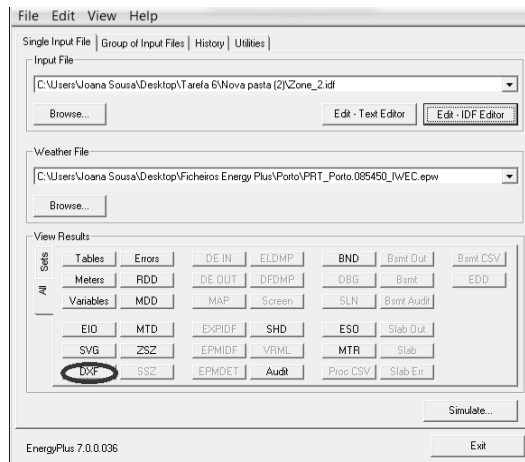 File Edit View Help
Single Input File Group of Input Files History Utilities
Input File
C:\Users\Joana Sousa\Desktop\Tarefa 6\Nova pasta (2)\Zone_2.idf
Browse... Edit - Text Editor Edit - IDF Editor
Weather File
C:\Users\Joana Sousa\Desktop\Ficheiros Energy Plus\Porto\PRT_Porto.085450_IWEC.epw
Browse...
View Results
Sets
All
Tables Errors DE IN ELDMP BND Bsmt Out Bsmt CSV
Meters RDD DE OUT DFDMP DBG Bsmt EDD
Variables MDD MAP Screen SLN Bsmt Audit
EIO MTD EXPIDF SHD ESO Slab Out
SVG ZSZ EPMIDF VRML MTR Slab
DXF SSZ EPMDET Audit Proc CSV Slab Err
Simulate...
EnergyPlus 7.0.0.036 Exit